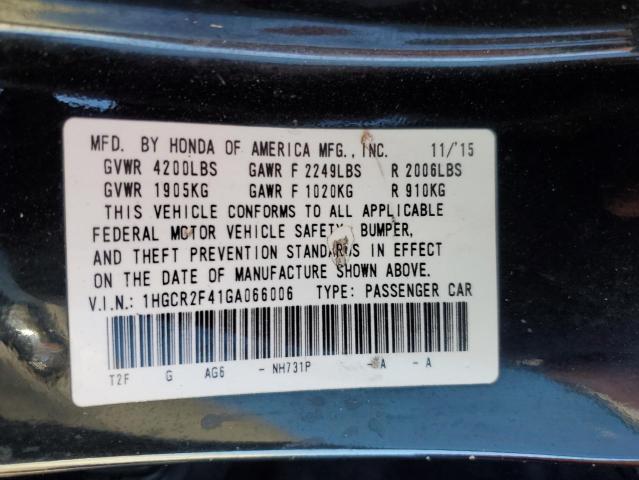 MFD. BY HONDA OF AMERICA MFG., INC. 11/'15
GVWR 4200LBS GAWR F 2249LBS R 2006LBS
GVWR 1905KG GAWR F 1020KG R 910KG
THIS VEHICLE CONFORMS TO ALL APPLICABLE
FEDERAL MOTOR VEHICLE SAFETY, BUMPER,
AND THEFT PREVENTION STANDARDS IN EFFECT
ON THE DATE OF MANUFACTURE SHOWN ABOVE.
V.I.N.: 1HGCR2F41GA066006 TYPE: PASSENGER CAR
T2F G AG6 - NH731P - A - A